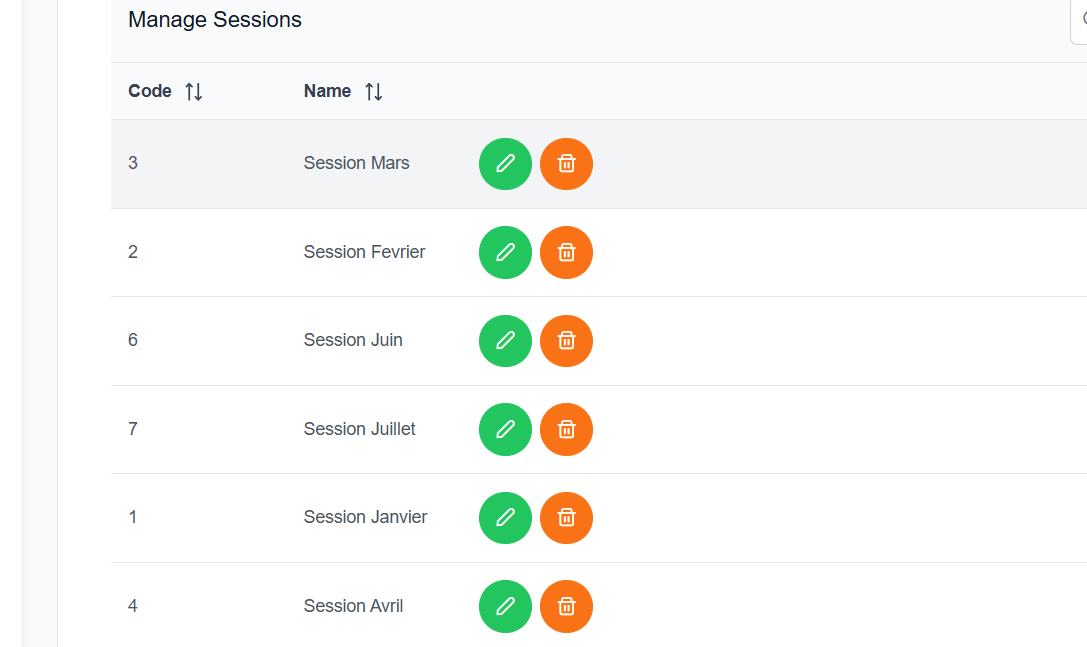 Manage Sessions
Code Name
3 Session Mars
2 Session Fevrier
6 Session Juin
7 Session Juillet
1 Session Janvier
4 Session Avril